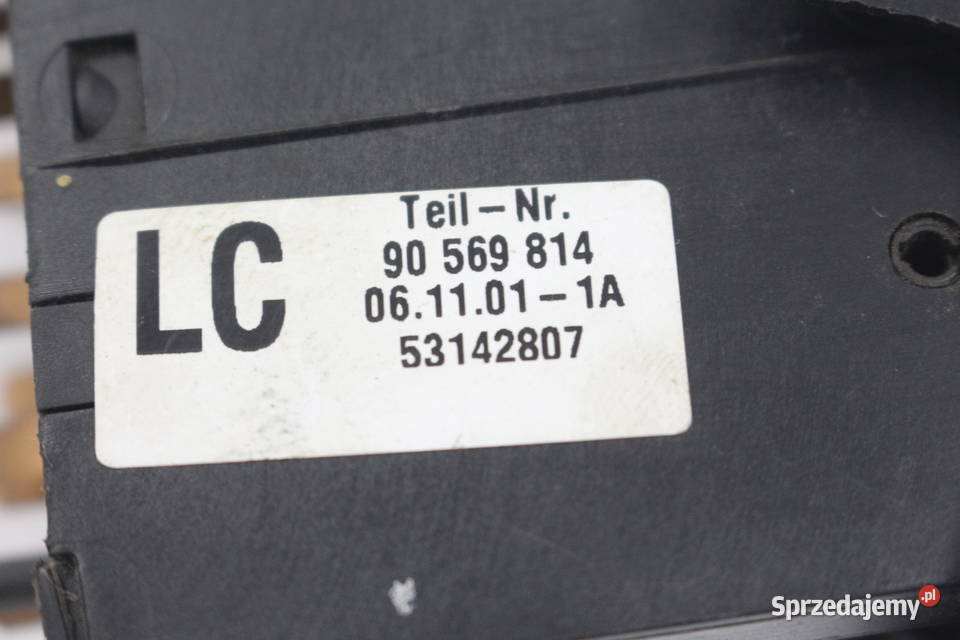 LC
Teil – Nr.
90 569 814
06.11.01 – 1A
53142807
Sprzedajemy.pl